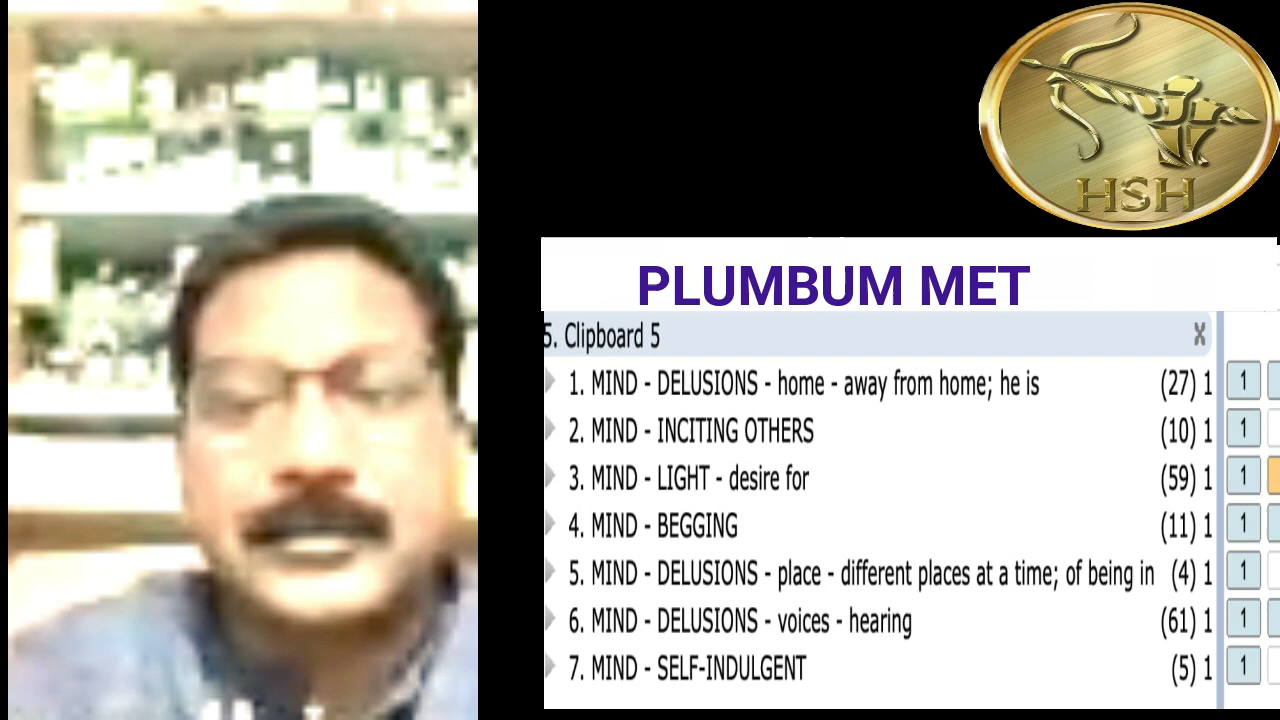 HSH
PLUMBUM MET
5. Clipboard 5 X
1. MIND - DELUSIONS - home - away from home; he is (27) 1 1
2. MIND - INCITING OTHERS (10) 1 1
3. MIND - LIGHT - desire for (59) 1 1
4. MIND - BEGGING (11) 1 1
5. MIND - DELUSIONS - place - different places at a time; of being in (4) 1 1
6. MIND - DELUSIONS - voices - hearing (61) 1 1
7. MIND - SELF-INDULGENT (5) 1 1